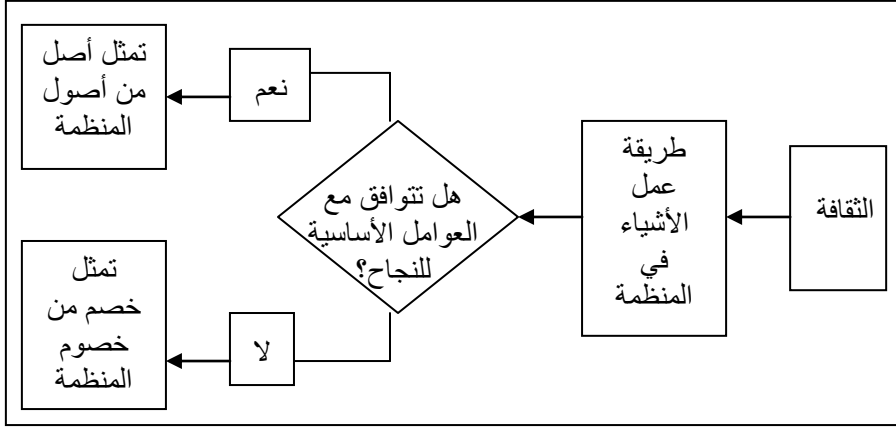 الثقافة
طريقة
عمل
الأشياء
في
المنظمة
هل تتوافق مع
العوامل الأساسية
للنجاح؟
نعم
تمثل أصل
من أصول
المنظمة
لا
تمثل
خصم من
خصوم
المنظمة